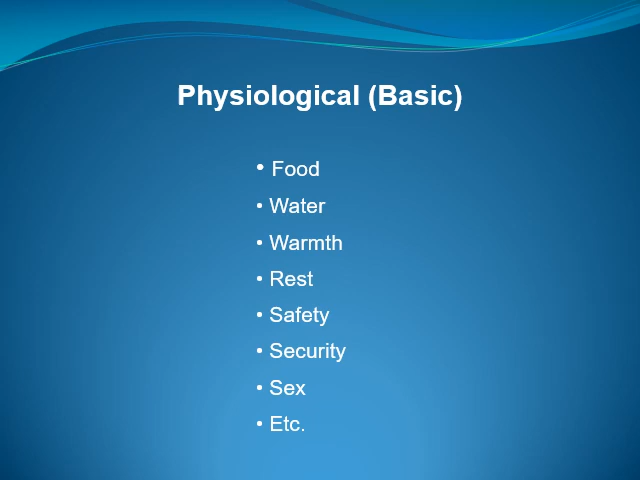 Physiological (Basic)
• Food
• Water
• Warmth
• Rest
• Safety
• Security
• Sex
• Etc.